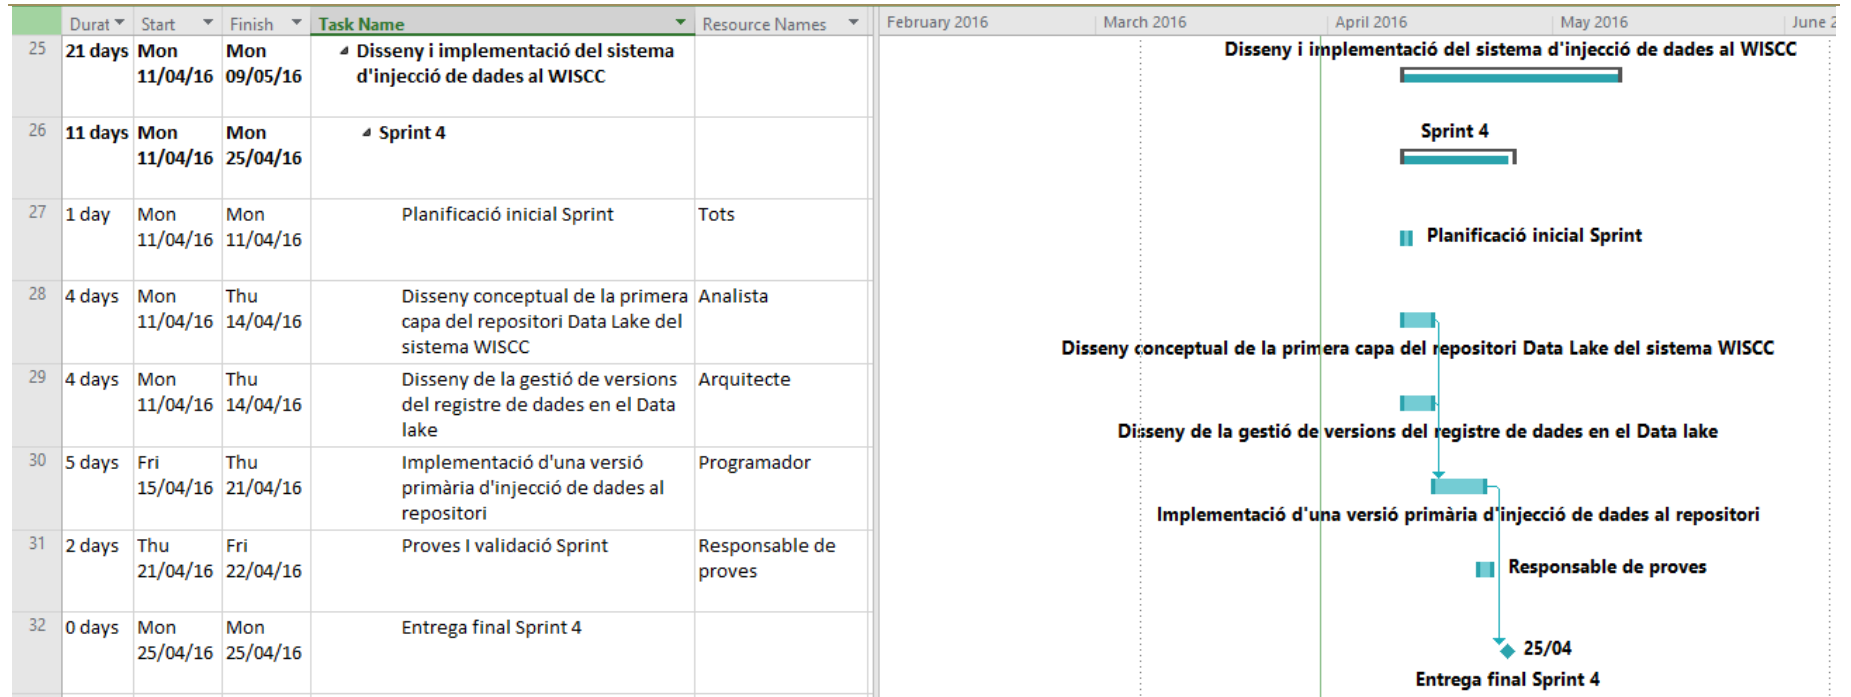 Durat Start Finish Task Name Resource Names
February 2016 March 2016 April 2016 May 2016 June 2
25 21 days Mon Mon Disseny i implementació del sistema
11/04/16 09/05/16 d'injecció de dades al WISCC
26 11 days Mon Mon Sprint 4
11/04/16 25/04/16
27 1 day Mon Mon Planificació inicial Sprint Tots
11/04/16 11/04/16
28 4 days Mon Thu Disseny conceptual de la primera Analista
11/04/16 14/04/16 capa del repositori Data Lake del
sistema WISCC
29 4 days Mon Thu Disseny de la gestió de versions Arquitecte
11/04/16 14/04/16 del registre de dades en el Data
lake
30 5 days Fri Thu Implementació d'una versió Programador
15/04/16 21/04/16 primària d'injecció de dades al
repositori
31 2 days Thu Fri Proves I validació Sprint Responsable de
21/04/16 22/04/16 proves
32 0 days Mon Mon Entrega final Sprint 4
25/04/16 25/04/16
Disseny i implementació del sistema d'injecció de dades al WISCC
Sprint 4
Planificació inicial Sprint
Disseny conceptual de la primera capa del repositori Data Lake del sistema WISCC
Disseny de la gestió de versions del registre de dades en el Data lake
Implementació d'una versió primària d'injecció de dades al repositori
Responsable de proves
25/04
Entrega final Sprint 4